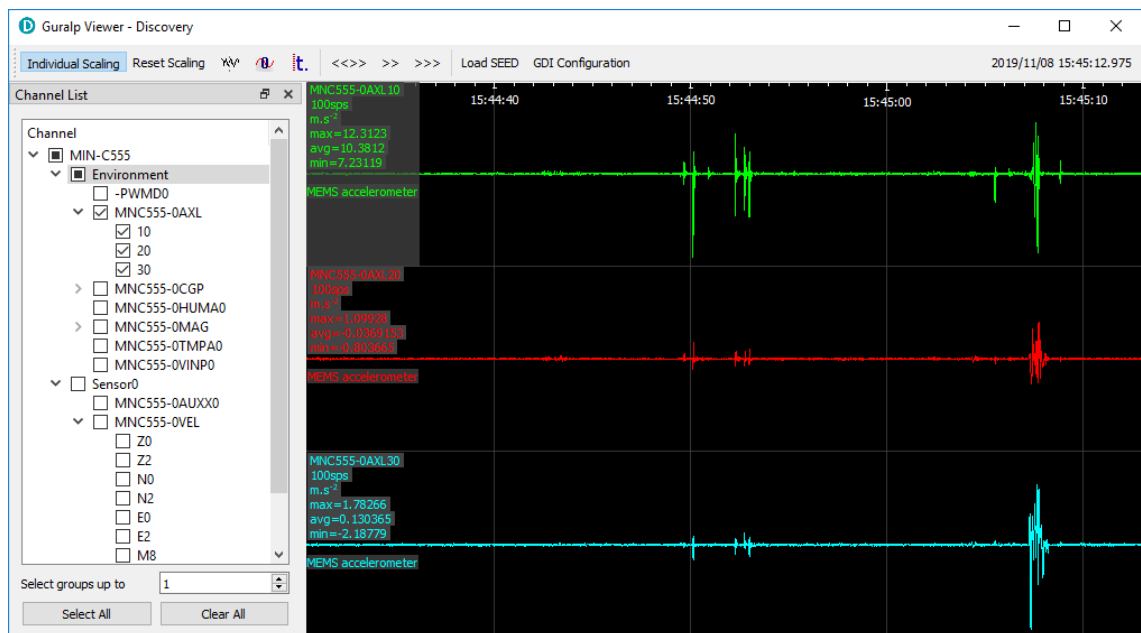 Guralp Viewer - Discovery
Individual Scaling Reset Scaling t. <<>> >> >>> Load SEED GDI Configuration 2019/11/08 15:45:12.975
Channel List
Channel
MIN-C555
Environment
-PWMD0
MNC555-0AXL
10
20
30
MNC555-0CGP
MNC555-0HUMA0
MNC555-0MAG
MNC555-0TMPA0
MNC555-0VINP0
Sensor0
MNC555-0AUXX0
MNC555-0VEL
Z0
Z2
N0
N2
E0
E2
M8
Select groups up to 1
Select All Clear All
15:44:40 15:44:50 15:45:00 15:45:10
MNC555-0AXL10
100sps
m.s⁻²
max=12.3123
avg=10.3812
min=7.23119
MEMS accelerometer
MNC555-0AXL20
100sps
m.s⁻²
max=1.09928
avg=-0.0369153
min=-0.803665
MEMS accelerometer
MNC555-0AXL30
100sps
m.s⁻²
max=1.78266
avg=0.130365
min=-2.18779
MEMS accelerometer